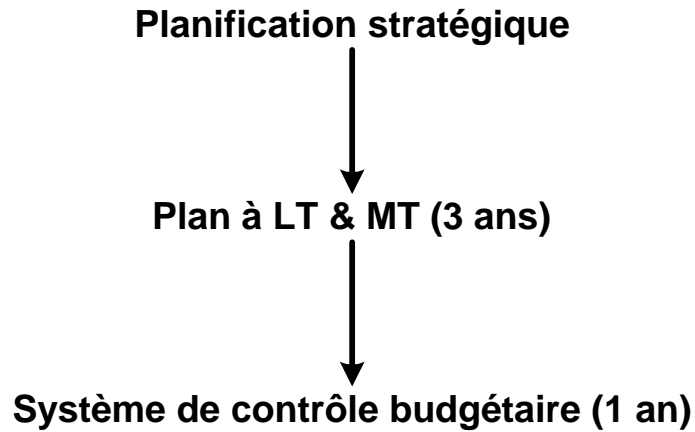 Planification stratégique
Plan à LT & MT (3 ans)
Système de contrôle budgétaire (1 an)